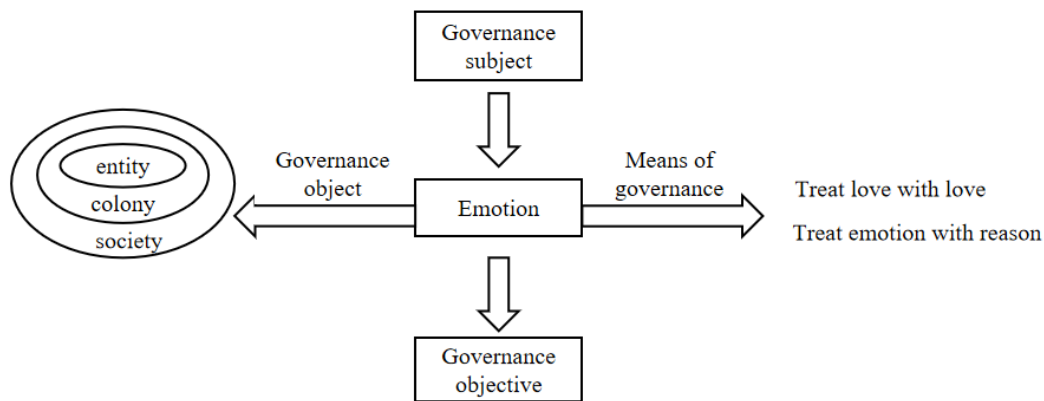 Governance
subject
entity
colony
society
Governance
object
Emotion
Means of
governance
Treat love with love
Treat emotion with reason
Governance
objective